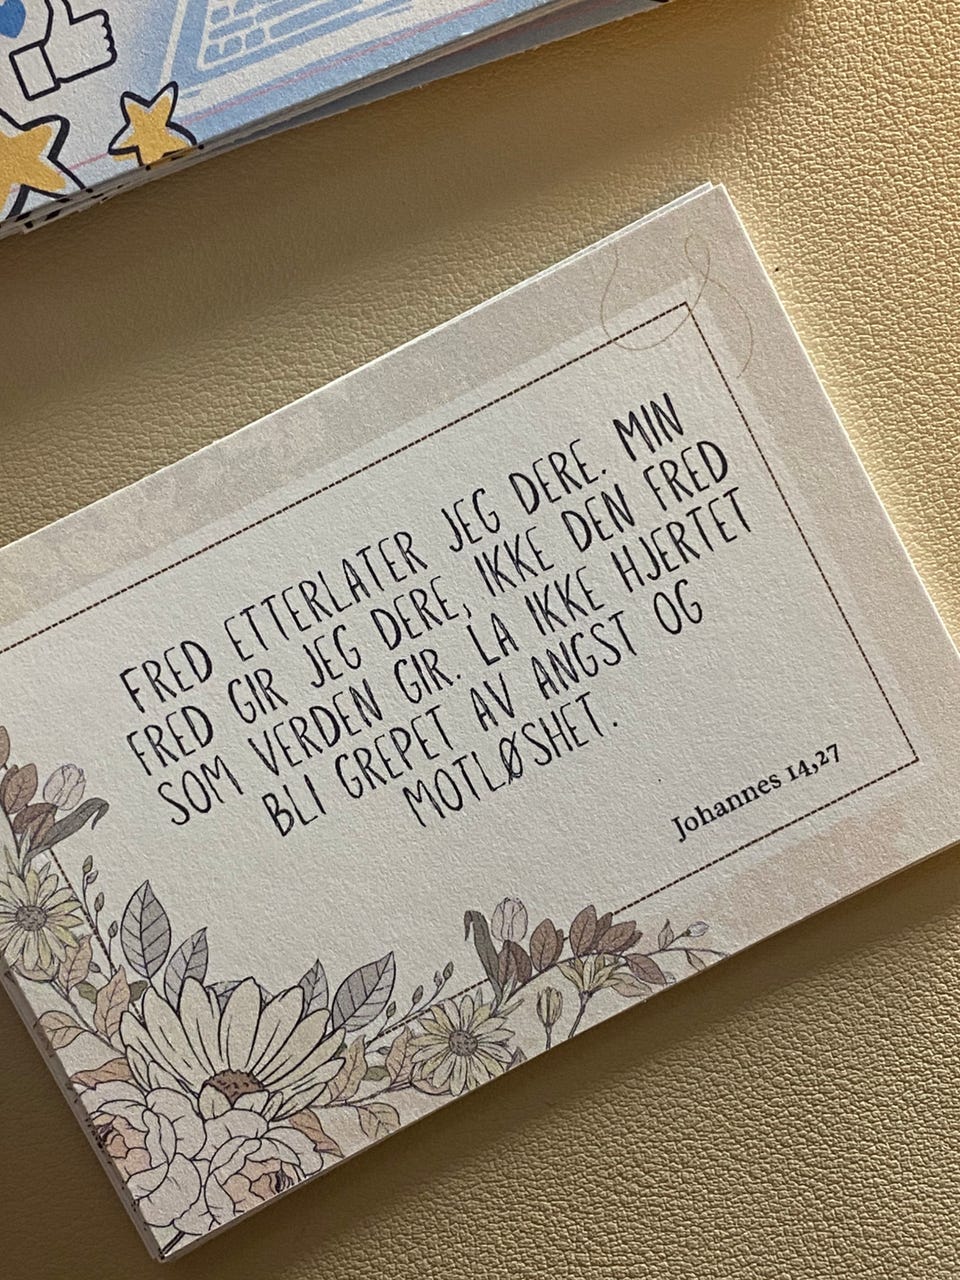 FRED ETTERLATER JEG DERE. MIN
FRED GIR JEG DERE, IKKE DEN FRED
SOM VERDEN GIR. LA IKKE HJERTET
BLI GREPET AV ANGST OG
MOTLØSHET.
Johannes 14,27